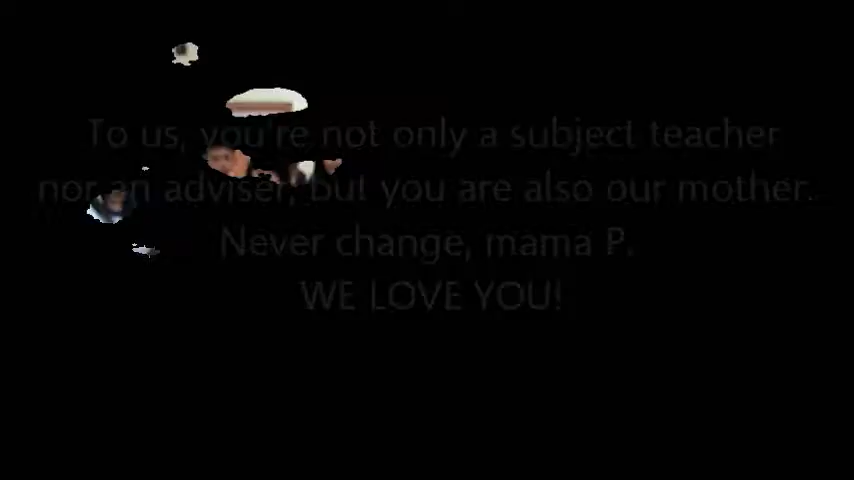 To us, you're not only a subject teacher
nor an adviser, but you are also our mother.
Never change, mama P.
WE LOVE YOU!